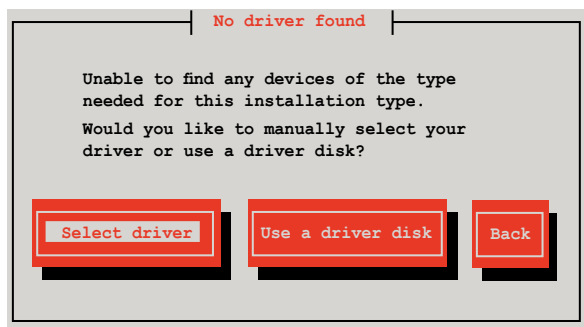 No driver found
Unable to find any devices of the type
needed for this installation type.
Would you like to manually select your
driver or use a driver disk?
Select driver
Use a driver disk
Back